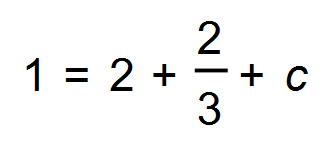 1 = 2 + 2/3 + c